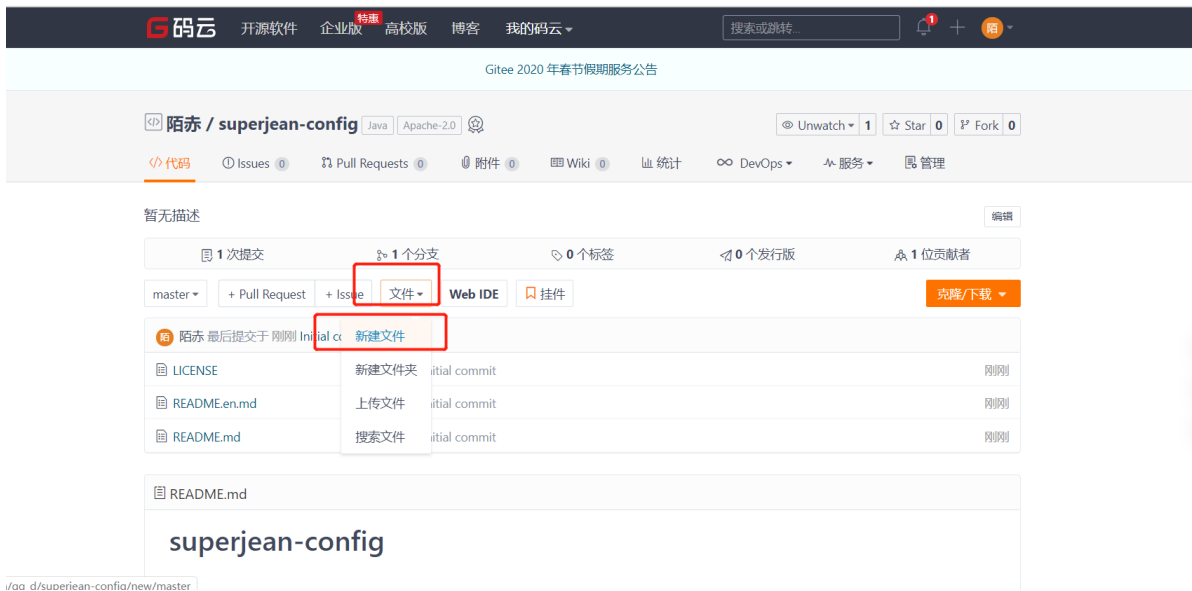 码云 开源软件 企业版 特惠 高校版 博客 我的码云 搜索或跳转... 1 陌
Gitee 2020 年春节假期服务公告
陌赤 / superjean-config Java Apache-2.0 Unwatch 1 Star 0 Fork 0
代码 Issues 0 Pull Requests 0 附件 0 Wiki 0 统计 DevOps 服务 管理
暂无描述 编辑
1 次提交 1 个分支 0 个标签 0 个发行版 1 位贡献者
master + Pull Request + Issue 文件 Web IDE 挂件 克隆/下载
陌 陌赤 最后提交于 刚刚 Initial co 新建文件
LICENSE 新建文件夹 itial commit 刚刚
README.en.md 上传文件 itial commit 刚刚
README.md 搜索文件 itial commit 刚刚
README.md
superjean-config
/qq_d/superjean-config/new/master